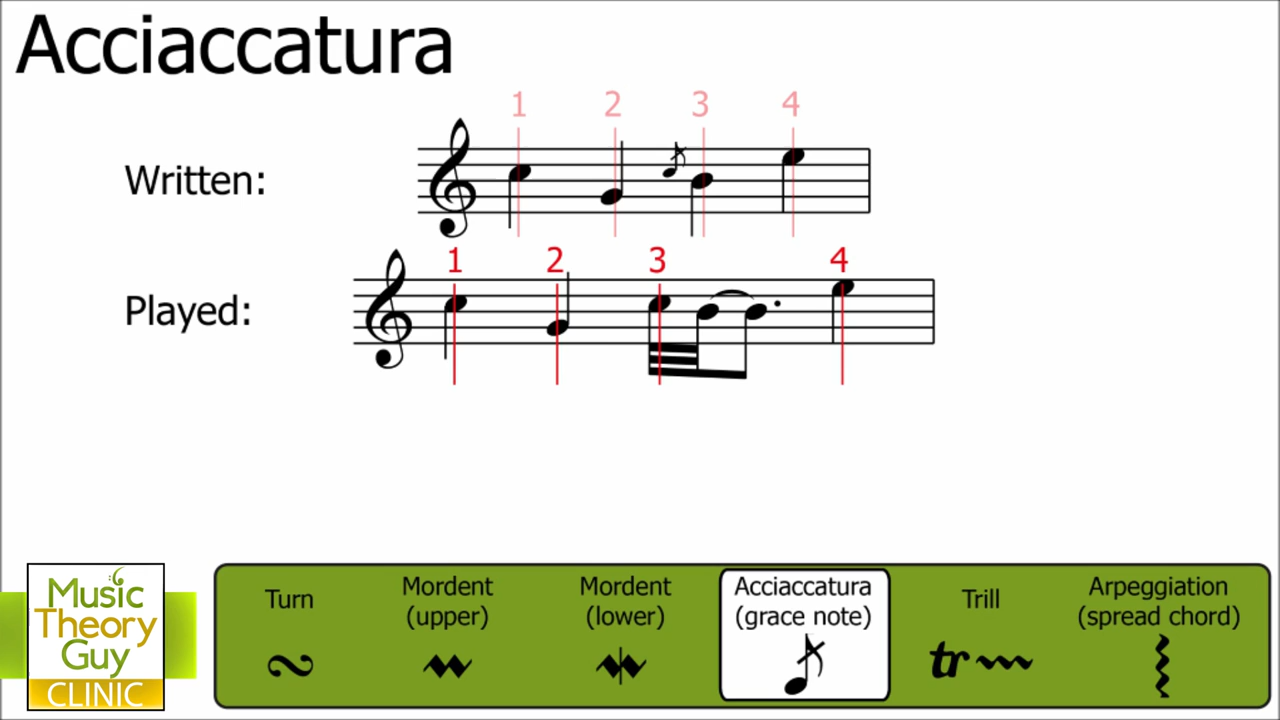 Acciaccatura
1 2 3 4
Written:
1 2 3 4
Played:
Music
Theory
Guy
CLINIC
Turn
Mordent
(upper)
Mordent
(lower)
Acciaccatura
(grace note)
Trill
tr
Arpeggiation
(spread chord)